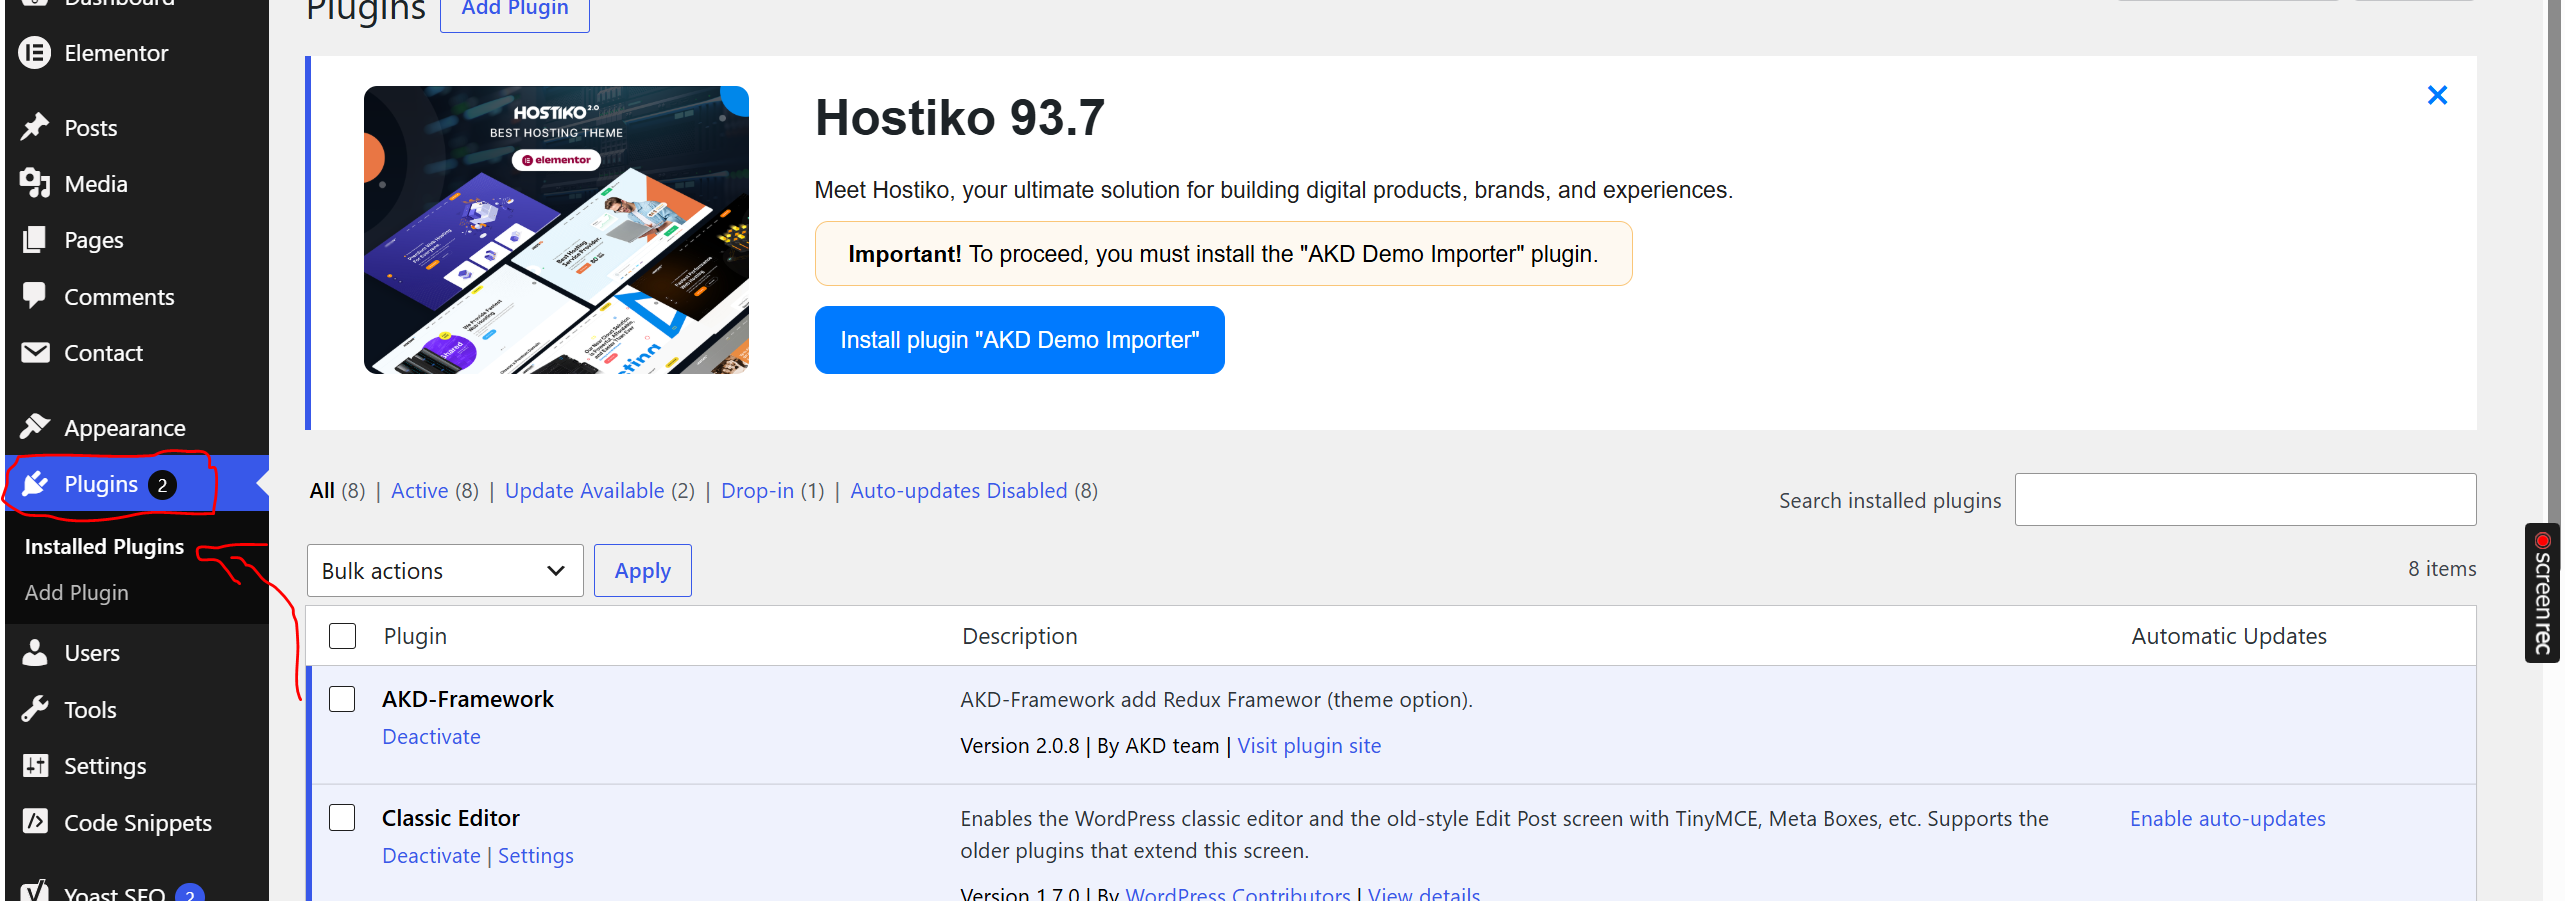 Dashboard
Plugins Add Plugin
Elementor
Posts
Media
Pages
Comments
Contact
Appearance
Plugins 2
Installed Plugins
Add Plugin
Users
Tools
Settings
Code Snippets
Yoast SEO 2
HOSTIKO 2.0
BEST HOSTING THEME
elementor
Hostiko 93.7
Meet Hostiko, your ultimate solution for building digital products, brands, and experiences.
Important! To proceed, you must install the "AKD Demo Importer" plugin.
Install plugin "AKD Demo Importer"
All (8) | Active (8) | Update Available (2) | Drop-in (1) | Auto-updates Disabled (8)
Search installed plugins
Bulk actions Apply
8 items
Plugin Description Automatic Updates
AKD-Framework
Deactivate
AKD-Framework add Redux Framewor (theme option).
Version 2.0.8 | By AKD team | Visit plugin site
Classic Editor
Deactivate | Settings
Enables the WordPress classic editor and the old-style Edit Post screen with TinyMCE, Meta Boxes, etc. Supports the
older plugins that extend this screen.
Version 1.7.0 | By WordPress Contributors | View details
Enable auto-updates
screenrec